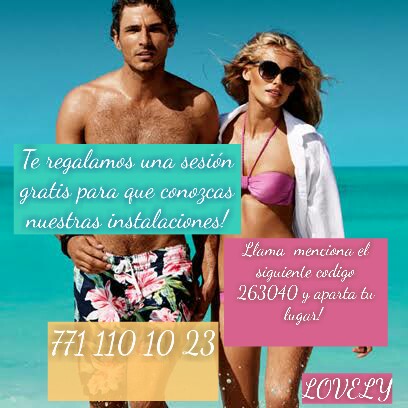 Te regalamos una sesión
gratis para que conozcas
nuestras instalaciones!
Llama menciona el
siguiente codigo
263040 y aparta tu
lugar!
771 110 10 23
LOVELY